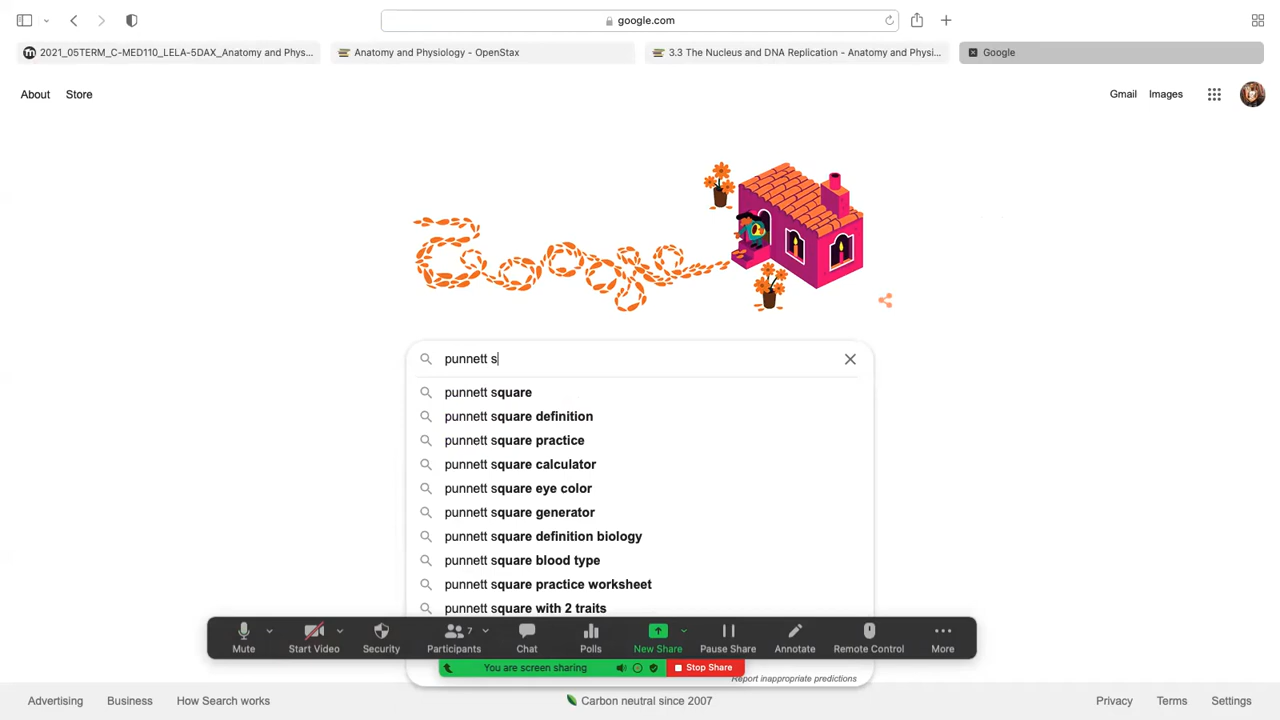 google.com
2021_05TERM_C-MED110_LELA-5DAX_Anatomy and Phys...
Anatomy and Physiology - OpenStax
3.3 The Nucleus and DNA Replication - Anatomy and Physi...
Google
About Store
Gmail Images
Google
punnett s
punnett square
punnett square definition
punnett square practice
punnett square calculator
punnett square eye color
punnett square generator
punnett square definition biology
punnett square blood type
punnett square practice worksheet
punnett square with 2 traits
7
Mute Start Video Security Participants Chat Polls New Share Pause Share Annotate Remote Control More
You are screen sharing Stop Share
Report inappropriate predictions
Advertising Business How Search works Carbon neutral since 2007 Privacy Terms Settings